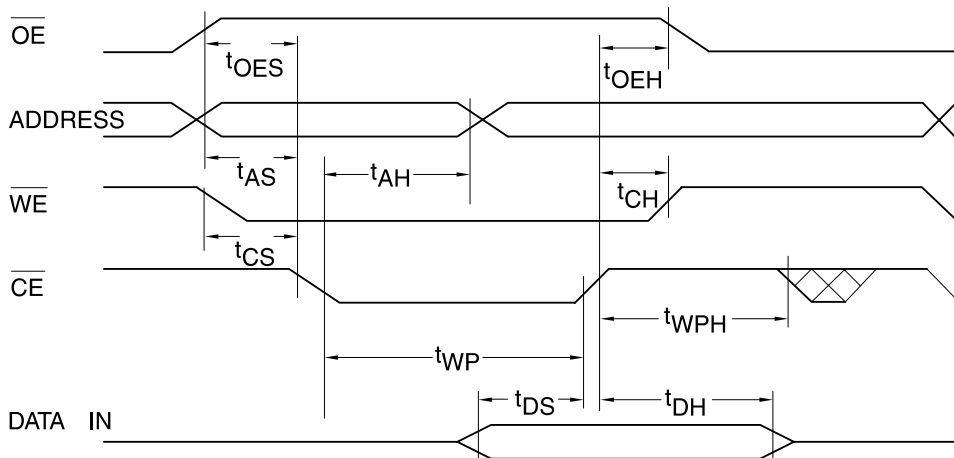 OE
tOES
tOEH
ADDRESS
tAS
tAH
tCH
WE
tCS
CE
tWPH
tWP
tDS
tDH
DATA IN